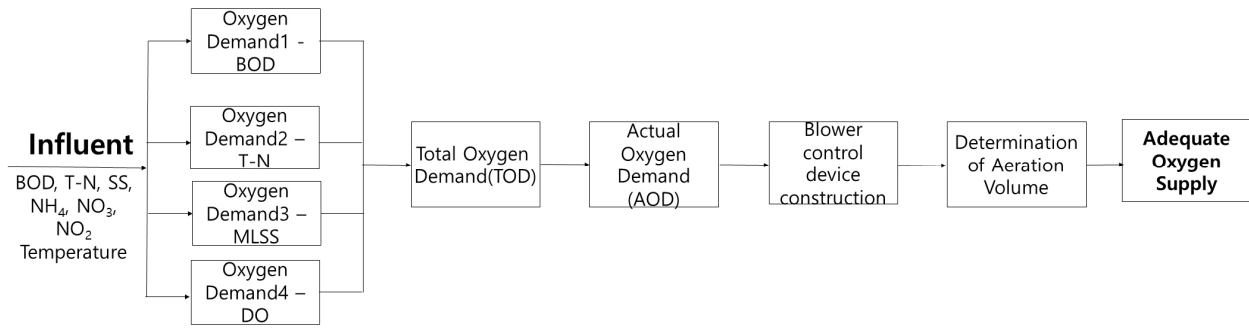 Influent
BOD, T-N, SS,
NH₄, NO₃,
NO₂
Temperature
Oxygen
Demand1 -
BOD
Oxygen
Demand2 –
T-N
Oxygen
Demand3 –
MLSS
Oxygen
Demand4 –
DO
Total Oxygen
Demand(TOD)
Actual
Oxygen
Demand
(AOD)
Blower
control
device
construction
Determination
of Aeration
Volume
Adequate
Oxygen
Supply